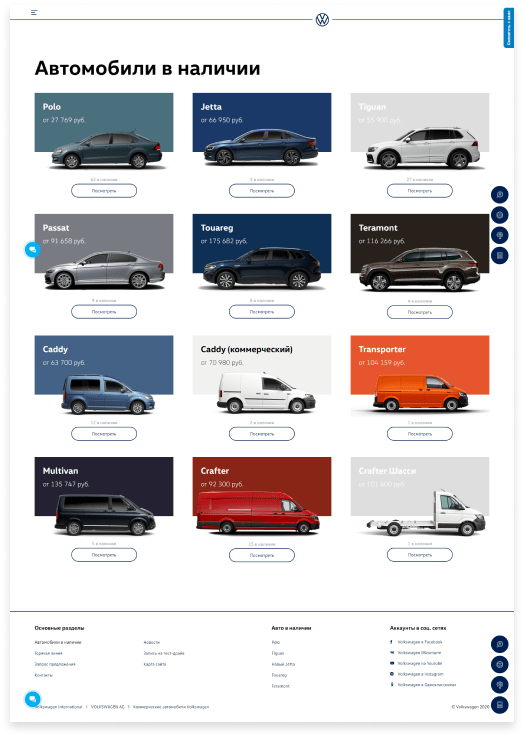 Автомобили в наличии
Polo
от 27 769 руб.
62 в наличии
Посмотреть
Jetta
от 66 950 руб.
3 в наличии
Посмотреть
Tiguan
от 55 900 руб.
27 в наличии
Посмотреть
Passat
от 91 658 руб.
9 в наличии
Посмотреть
Touareg
от 175 682 руб.
8 в наличии
Посмотреть
Teramont
от 116 266 руб.
6 в наличии
Посмотреть
Caddy
от 63 700 руб.
12 в наличии
Посмотреть
Caddy (коммерческий)
от 70 980 руб.
2 в наличии
Посмотреть
Transporter
от 104 159 руб.
1 в наличии
Посмотреть
Multivan
от 135 747 руб.
5 в наличии
Посмотреть
Crafter
от 92 300 руб.
15 в наличии
Посмотреть
Crafter Шасси
от 111 400 руб.
1 в наличии
Посмотреть
Основные разделы
Автомобили в наличии
Горячая линия
Запрос предложения
Контакты
Новости
Запись на тест-драйв
Карта сайта
Авто в наличии
Polo
Tiguan
Новый Jetta
Touareg
Teramont
Аккаунты в соц. сетях
Volkswagen в Facebook
Volkswagen ВКонтакте
Volkswagen на Youtube
Volkswagen в Instagram
Volkswagen в Одноклассниках
Volkswagen International / VOLKSWAGEN AG / Коммерческие автомобили Volkswagen
© Volkswagen 2020